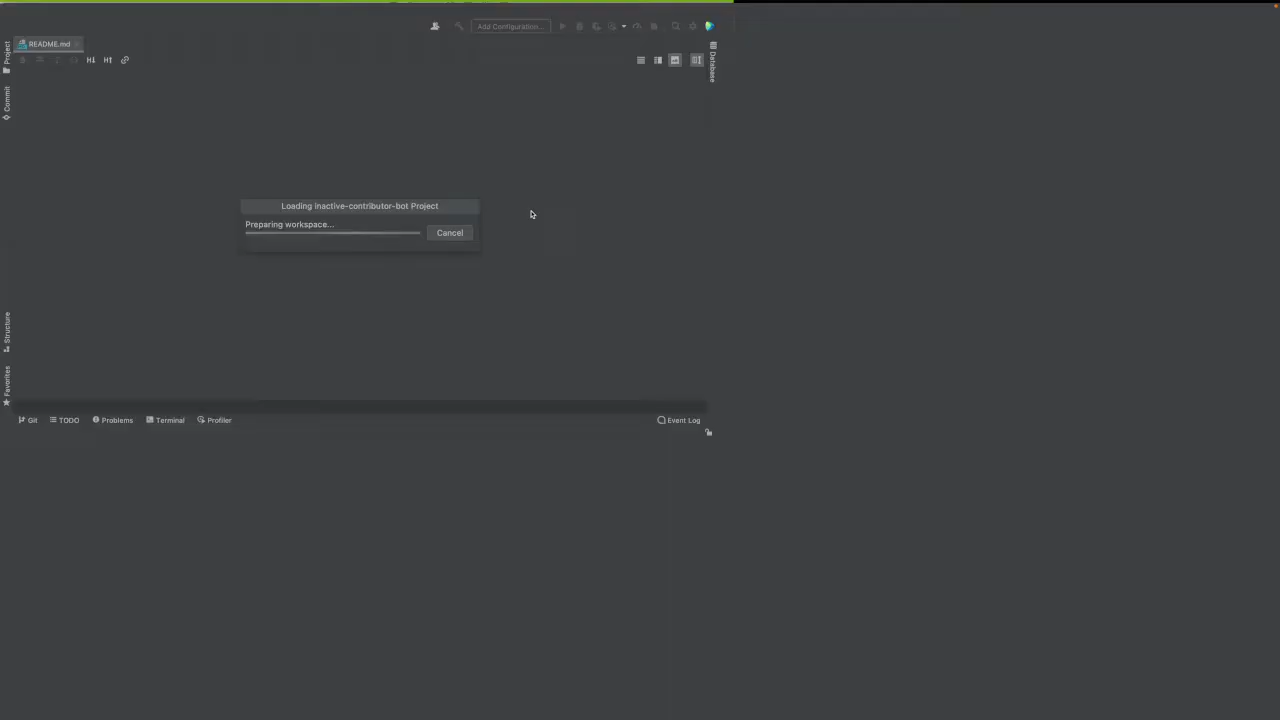 Add Configuration...
README.md
Project
Commit
Database
Loading inactive-contributor-bot Project
Preparing workspace...
Cancel
Structure
Favorites
Git
TODO
Problems
Terminal
Profiler
Event Log